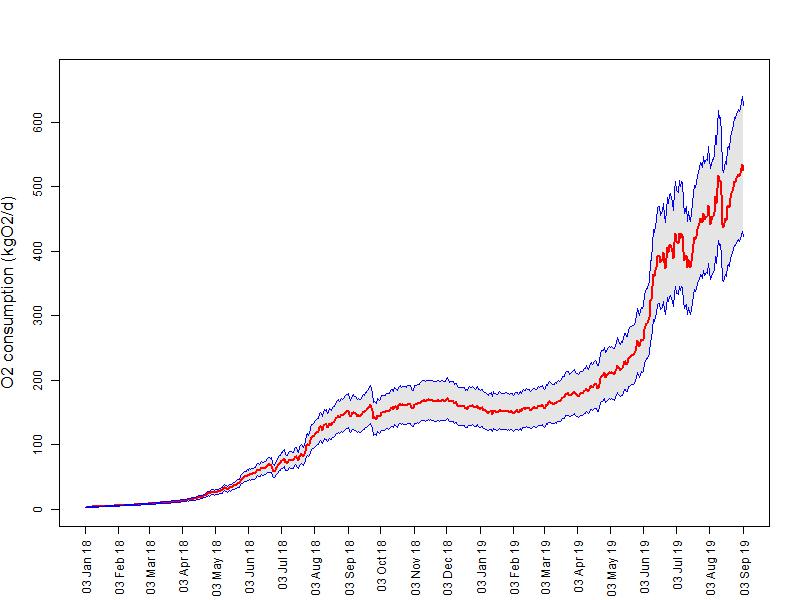 O2 consumption (kgO2/d)
600
500
400
300
200
100
0
03 Jan 18
03 Feb 18
03 Mar 18
03 Apr 18
03 May 18
03 Jun 18
03 Jul 18
03 Aug 18
03 Sep 18
03 Oct 18
03 Nov 18
03 Dec 18
03 Jan 19
03 Feb 19
03 Mar 19
03 Apr 19
03 May 19
03 Jun 19
03 Jul 19
03 Aug 19
03 Sep 19